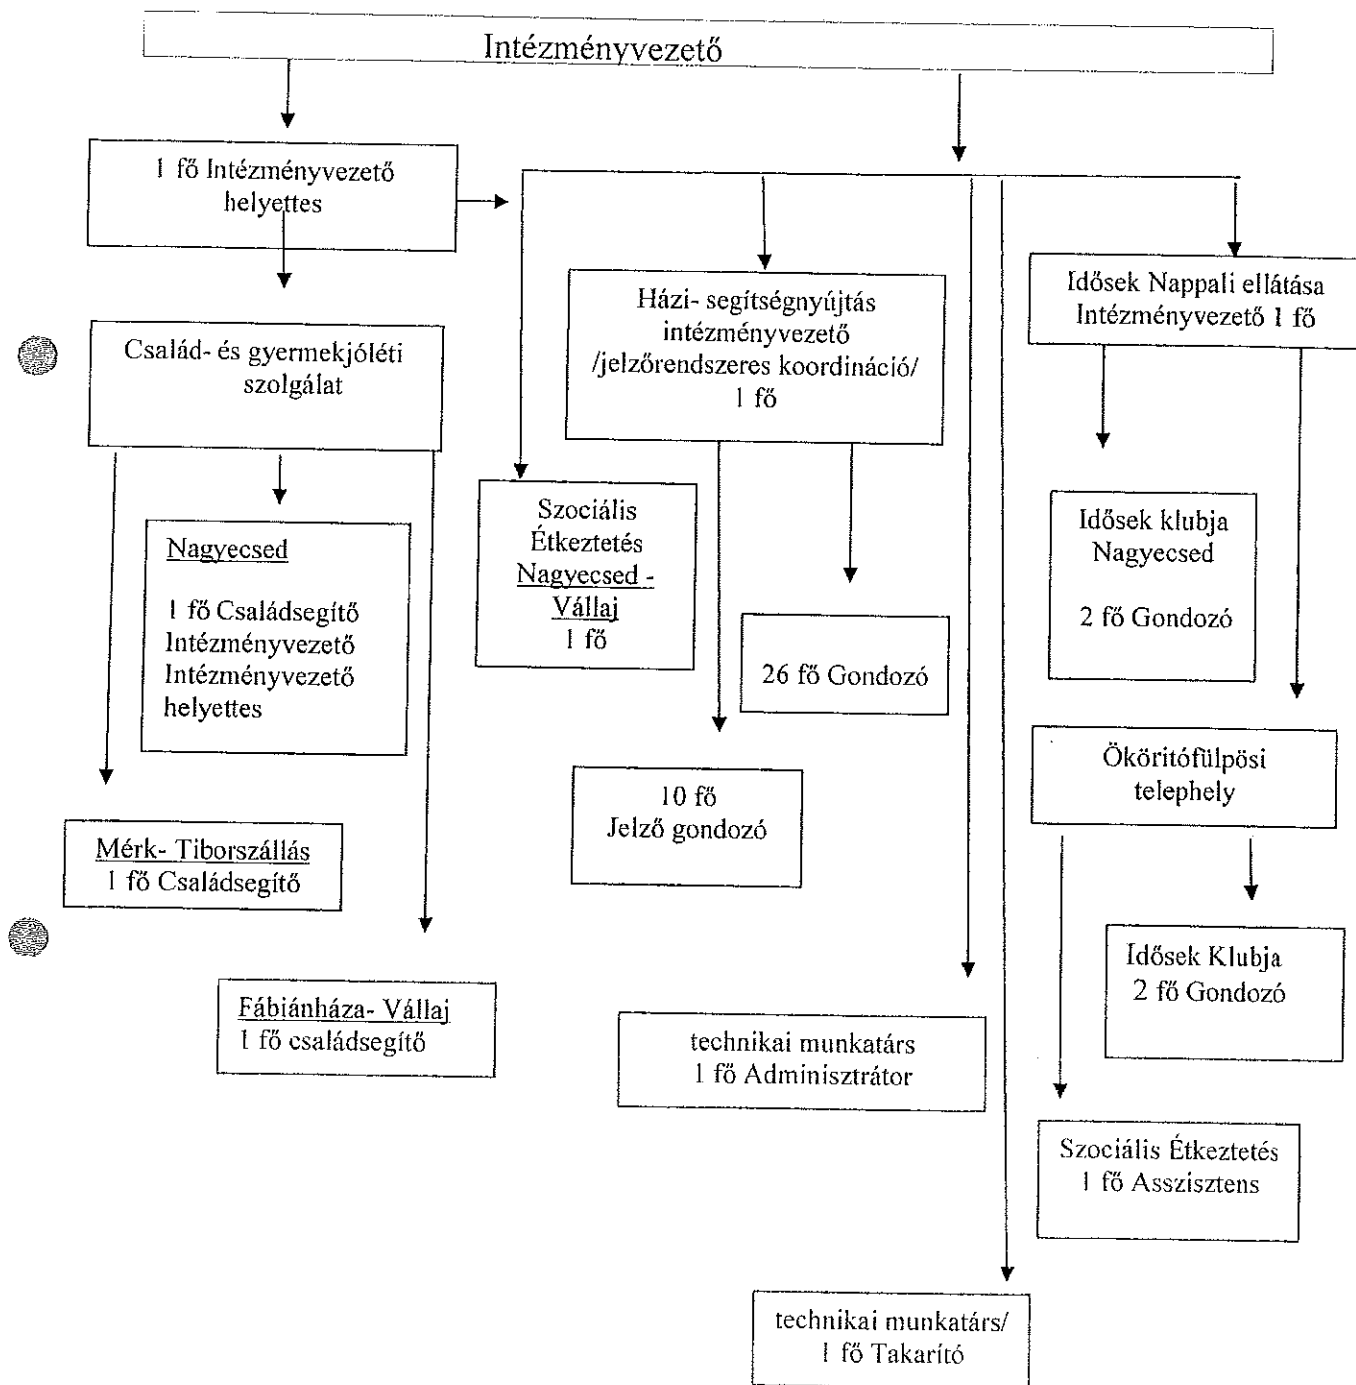 Intézményvezető
1 fő Intézményvezető
helyettes
Család- és gyermekjóléti
szolgálat
Nagyecsed
1 fő Családsegítő
Intézményvezető
Intézményvezető
helyettes
Mérk- Tiborszállás
1 fő Családsegítő
Fábiánháza- Vállaj
1 fő családsegítő
Szociális
Étkeztetés
Nagyecsed -
Vállaj
1 fő
Házi- segítségnyújtás
intézményvezető
/jelzőrendszeres koordináció/
1 fő
26 fő Gondozó
10 fő
Jelző gondozó
technikai munkatárs
1 fő Adminisztrátor
technikai munkatárs/
1 fő Takarító
Idősek Nappali ellátása
Intézményvezető 1 fő
Idősek klubja
Nagyecsed
2 fő Gondozó
Ököritófülpösi
telephely
Idősek Klubja
2 fő Gondozó
Szociális Étkeztetés
1 fő Asszisztens